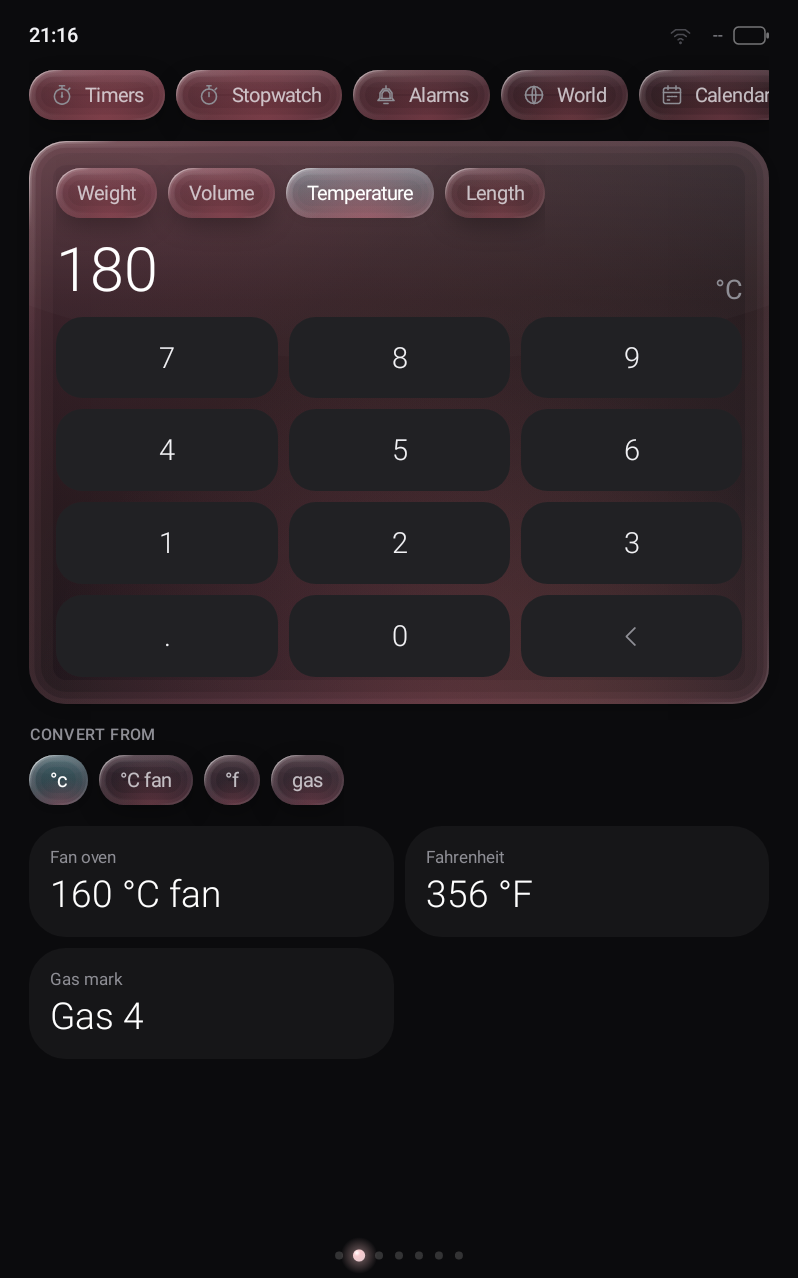 21:16
--
Timers
Stopwatch
Alarms
World
Calendar
Weight
Volume
Temperature
Length
180
°C
7
8
9
4
5
6
1
2
3
.
0
CONVERT FROM
°c
°C fan
°f
gas
Fan oven
Fahrenheit
160 °C fan
356 °F
Gas mark
Gas 4